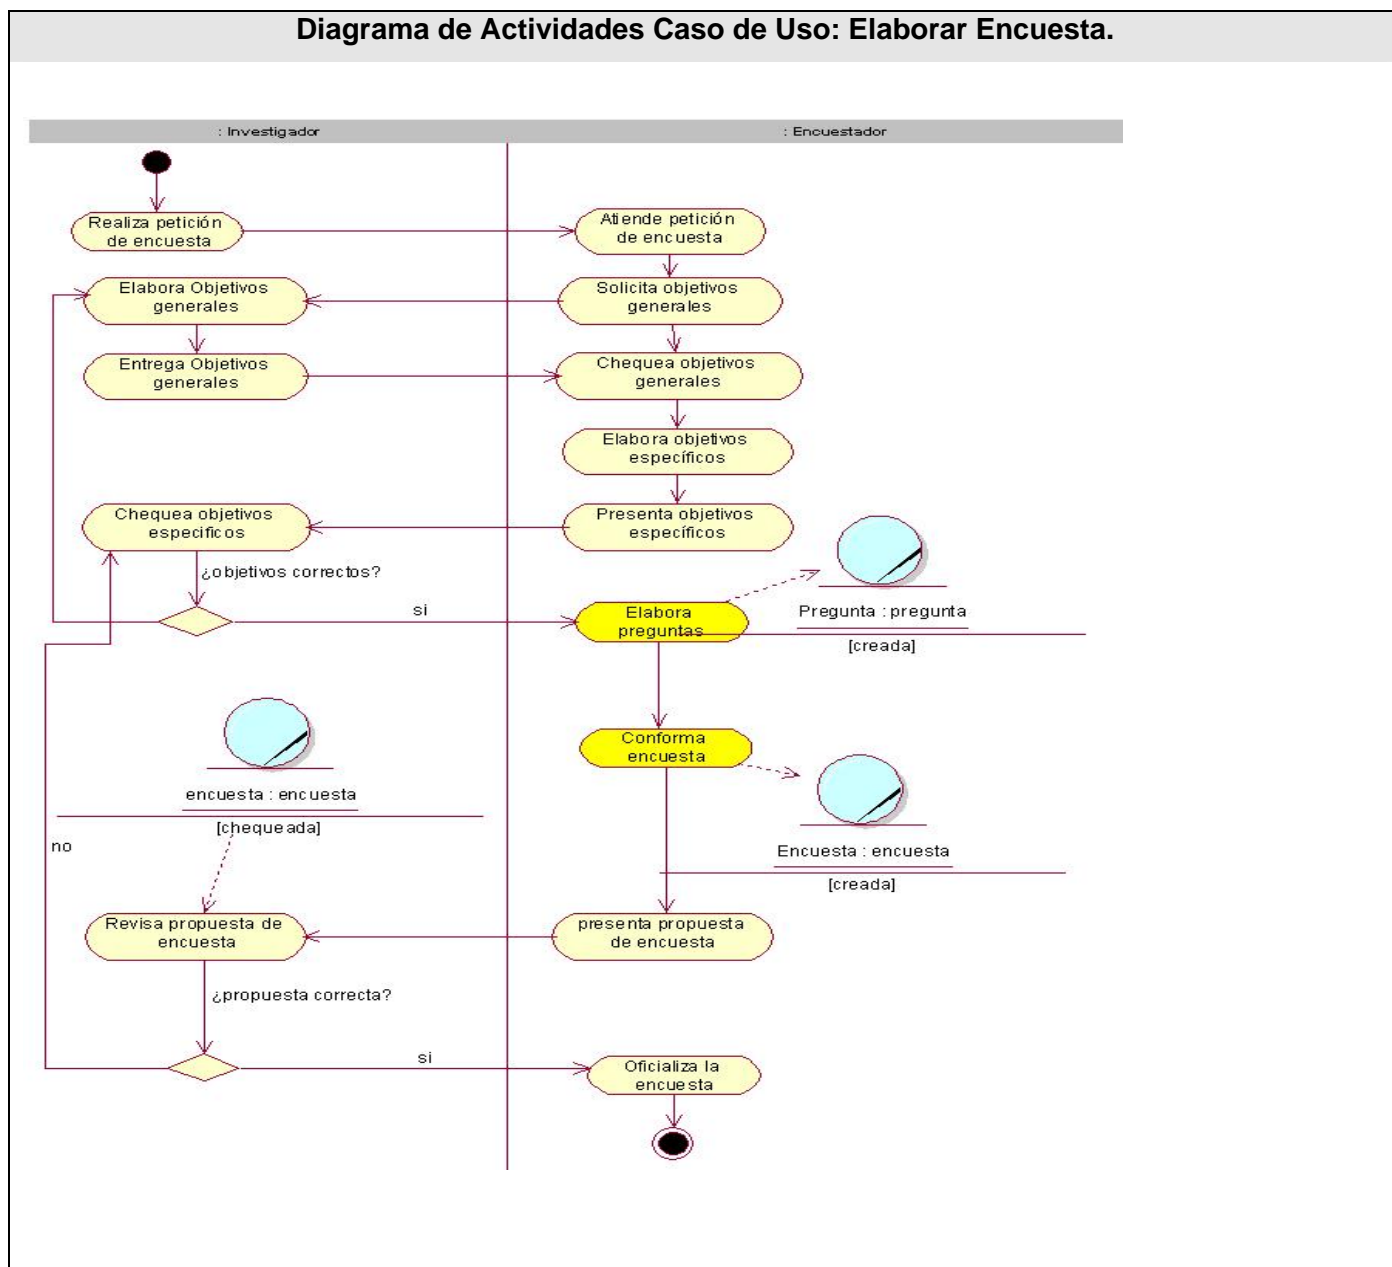 Diagrama de Actividades Caso de Uso: Elaborar Encuesta.
: Investigador
: Encuestador
Realiza petición
de encuesta
Atiende petición
de encuesta
Elabora Objetivos
generales
Solicita objetivos
generales
Entrega Objetivos
generales
Chequea objetivos
generales
Elabora objetivos
específicos
Chequea objetivos
especificos
Presenta objetivos
específicos
¿objetivos correctos?
si
Elabora
preguntas
Pregunta : pregunta
[creada]
encuesta : encuesta
[chequeada]
Conforma
encuesta
Encuesta : encuesta
[creada]
no
Revisa propuesta de
encuesta
presenta propuesta
de encuesta
¿propuesta correcta?
si
Oficializa la
encuesta